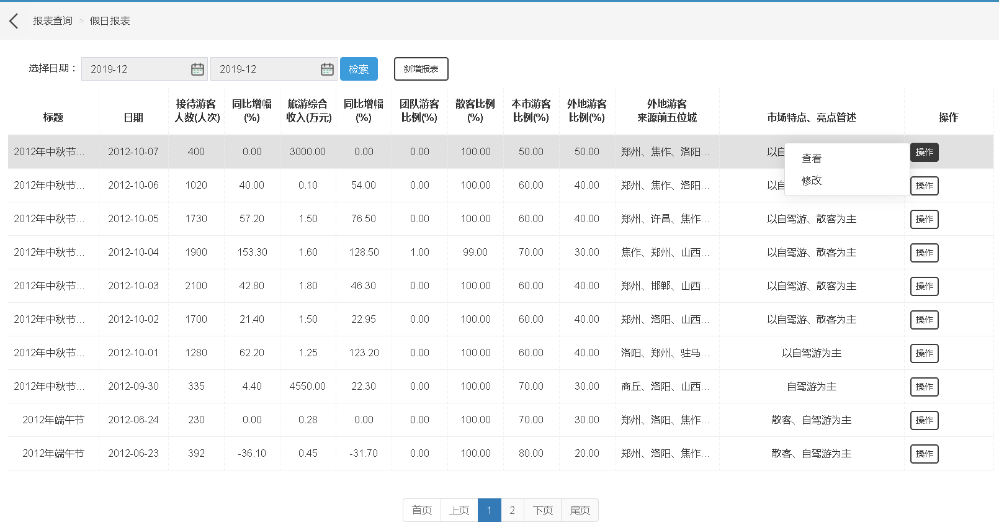 报表查询 > 假日报表
选择日期： 2019-12 2019-12 检索 新增报表
标题 日期 接待游客人数(人次) 同比增幅(%) 旅游综合收入(万元) 同比增幅(%) 团队游客比例(%) 散客比例(%) 本市游客比例(%) 外地游客比例(%) 外地游客来源前五位城 市场特点、亮点管述 操作
2012年中秋节... 2012-10-07 400 0.00 3000.00 0.00 0.00 100.00 50.00 50.00 郑州、焦作、洛阳... 以自 操作
查看
修改
2012年中秋节... 2012-10-06 1020 40.00 0.10 54.00 0.00 100.00 60.00 40.00 郑州、焦作、洛阳... 以自 操作
2012年中秋节... 2012-10-05 1730 57.20 1.50 76.50 0.00 100.00 60.00 40.00 郑州、许昌、焦作... 以自驾游、散客为主 操作
2012年中秋节... 2012-10-04 1900 153.30 1.60 128.50 1.00 99.00 70.00 30.00 焦作、郑州、山西... 以自驾游、散客为主 操作
2012年中秋节... 2012-10-03 2100 42.80 1.80 46.30 0.00 100.00 60.00 40.00 郑州、邯郸、山西... 以自驾游、散客为主 操作
2012年中秋节... 2012-10-02 1700 21.40 1.50 22.95 0.00 100.00 60.00 40.00 郑州、洛阳、山西... 以自驾游、散客为主 操作
2012年中秋节... 2012-10-01 1280 62.20 1.25 123.20 0.00 100.00 60.00 40.00 洛阳、郑州、驻马... 以自驾游为主 操作
2012年中秋节... 2012-09-30 335 4.40 4550.00 22.30 0.00 100.00 70.00 30.00 商丘、洛阳、山西... 自驾游为主 操作
2012年端午节 2012-06-24 230 0.00 0.28 0.00 0.00 100.00 70.00 30.00 郑州、洛阳、焦作... 散客、自驾游为主 操作
2012年端午节 2012-06-23 392 -36.10 0.45 -31.70 0.00 100.00 80.00 20.00 郑州、洛阳、焦作... 散客、自驾游为主 操作
首页 上页 1 2 下页 尾页